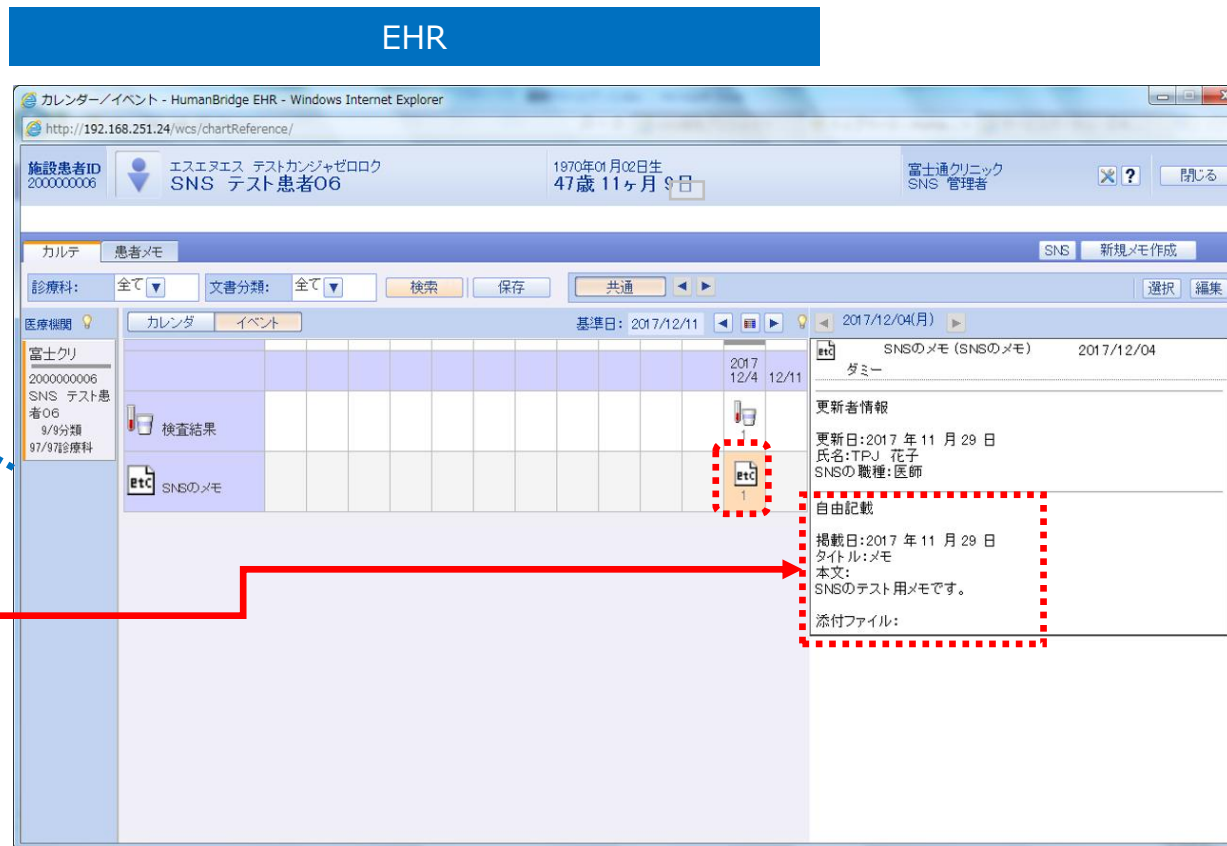 EHR
カレンダー/イベント - HumanBridge EHR - Windows Internet Explorer
http://192.168.251.24/wcs/chartReference/
施設患者ID
2000000006
エスエヌエス テストカンジャゼロロク
SNS テスト患者06
1970年01月02日生
47歳 11ヶ月 9日
富士通クリニック
SNS 管理者
?
閉じる
カルテ
患者メモ
SNS
新規メモ作成
診療科:
全て
文書分類:
全て
検索
保存
共通
選択
編集
医療機関
カレンダ
イベント
基準日: 2017/12/11
2017/12/04(月)
富士クリ
2000000006
SNS テスト患
者06
9/9分類
97/97診療科
2017
12/4
12/11
検査結果
1
etc
SNSのメモ
etc
1
etc
SNSのメモ (SNSのメモ)
2017/12/04
ダミー
更新者情報
更新日:2017 年 11 月 29 日
氏名:TPJ 花子
SNSの職種:医師
自由記載
掲載日:2017 年 11 月 29 日
タイトル:メモ
本文:
SNSのテスト用メモです。
添付ファイル: